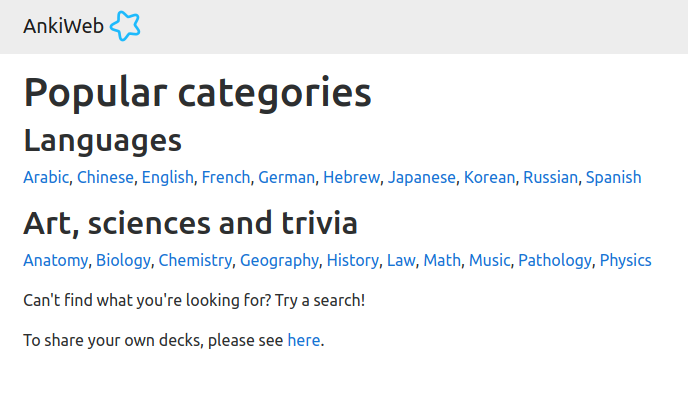 AnkiWeb
Popular categories
Languages
Arabic, Chinese, English, French, German, Hebrew, Japanese, Korean, Russian, Spanish
Art, sciences and trivia
Anatomy, Biology, Chemistry, Geography, History, Law, Math, Music, Pathology, Physics
Can't find what you're looking for? Try a search!
To share your own decks, please see here.